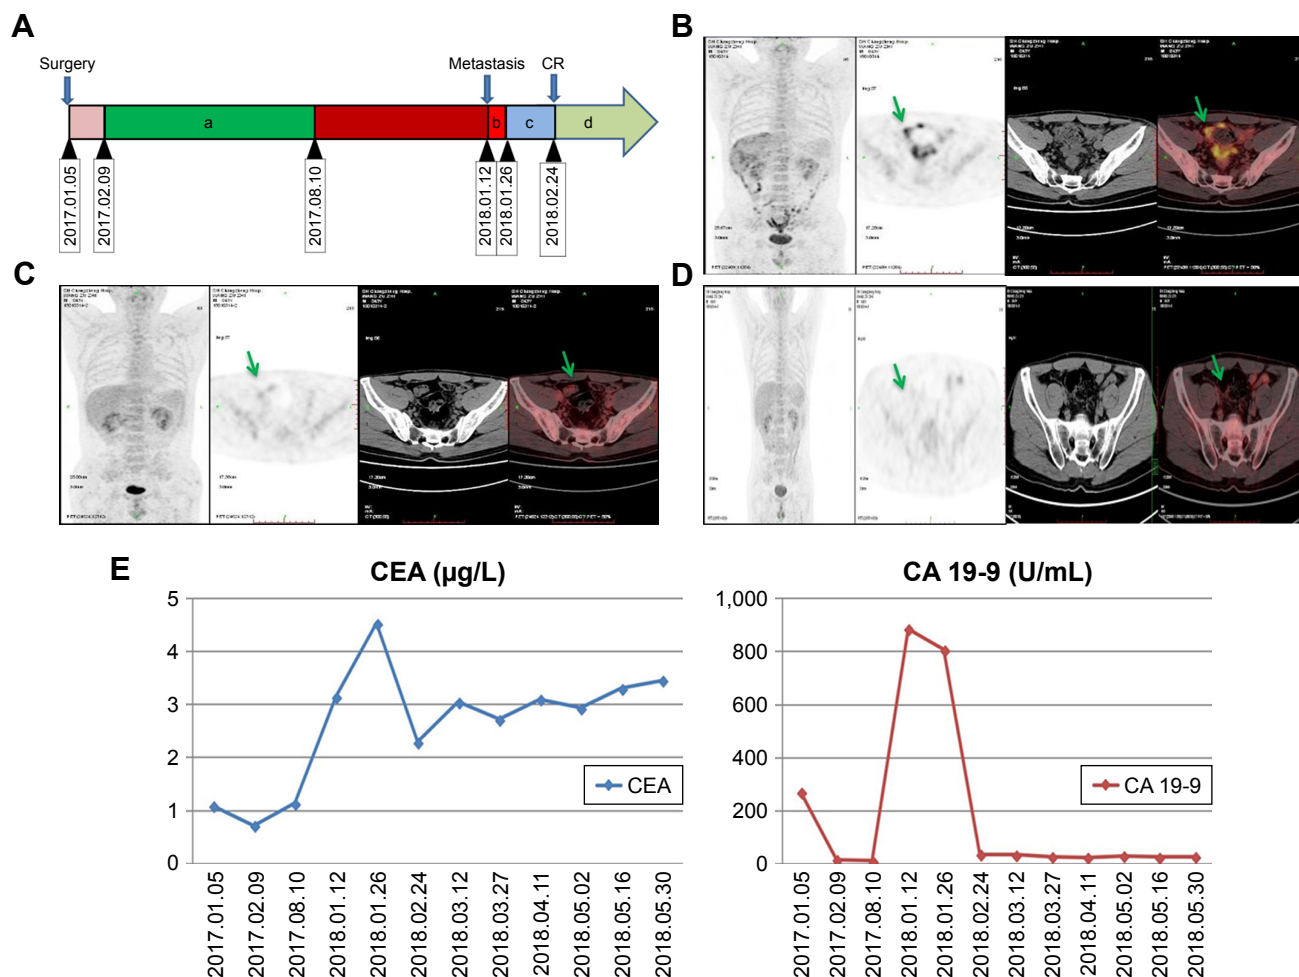 A
Surgery
Metastasis
CR
a
b
c
d
2017.01.05
2017.02.09
2017.08.10
2018.01.12
2018.01.26
2018.02.24
B
C
D
E
CEA (µg/L)
5
4
3
2
1
0
CEA
2017.01.05
2017.02.09
2017.08.10
2018.01.12
2018.01.26
2018.02.24
2018.03.12
2018.03.27
2018.04.11
2018.05.02
2018.05.16
2018.05.30
CA 19-9 (U/mL)
1,000
800
600
400
200
0
CA 19-9
2017.01.05
2017.02.09
2017.08.10
2018.01.12
2018.01.26
2018.02.24
2018.03.12
2018.03.27
2018.04.11
2018.05.02
2018.05.16
2018.05.30